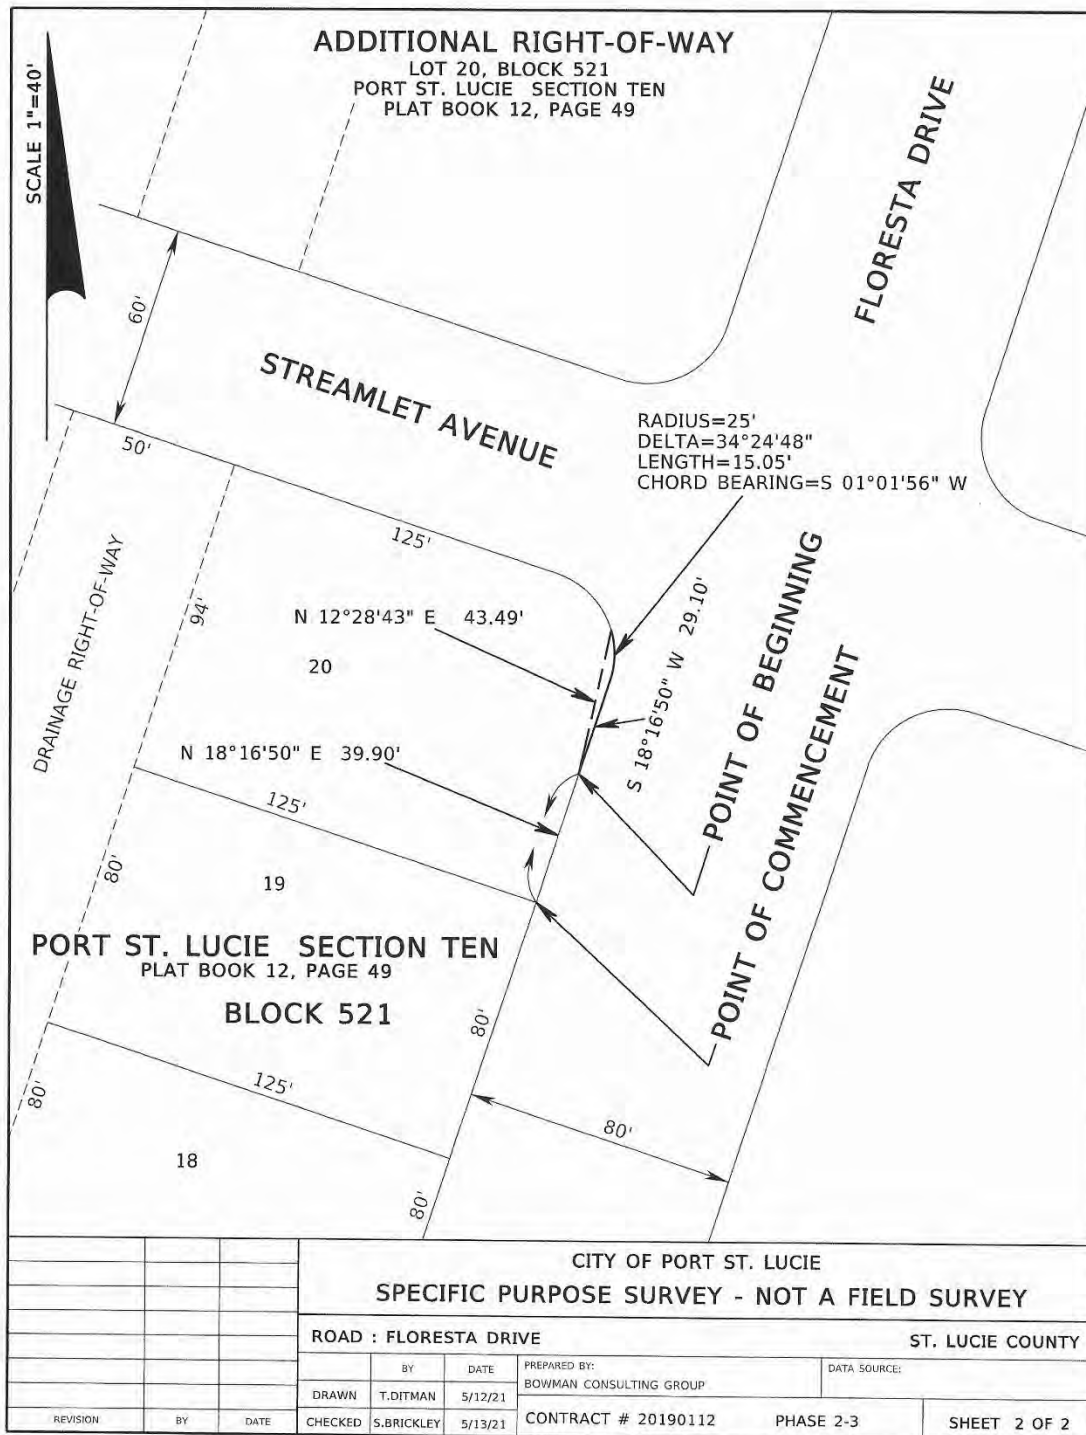 ADDITIONAL RIGHT-OF-WAY
LOT 20, BLOCK 521
PORT ST. LUCIE SECTION TEN
PLAT BOOK 12, PAGE 49
SCALE 1"=40'
FLORESTA DRIVE
60'
STREAMLET AVENUE
RADIUS=25'
DELTA=34°24'48"
LENGTH=15.05'
CHORD BEARING=S 01°01'56" W
50'
125'
DRAINAGE RIGHT-OF-WAY
94'
N 12°28'43" E 43.49'
20
S 18°16'50" W 29.10'
POINT OF BEGINNING
POINT OF COMMENCEMENT
N 18°16'50" E 39.90'
125'
80'
19
PORT ST. LUCIE SECTION TEN
PLAT BOOK 12, PAGE 49
BLOCK 521
80'
80'
125'
80'
18
80'
CITY OF PORT ST. LUCIE
SPECIFIC PURPOSE SURVEY - NOT A FIELD SURVEY
ROAD : FLORESTA DRIVE ST. LUCIE COUNTY
BY DATE PREPARED BY: DATA SOURCE:
BOWMAN CONSULTING GROUP
DRAWN T.DITMAN 5/12/21
REVISION BY DATE CHECKED S.BRICKLEY 5/13/21 CONTRACT # 20190112 PHASE 2-3 SHEET 2 OF 2